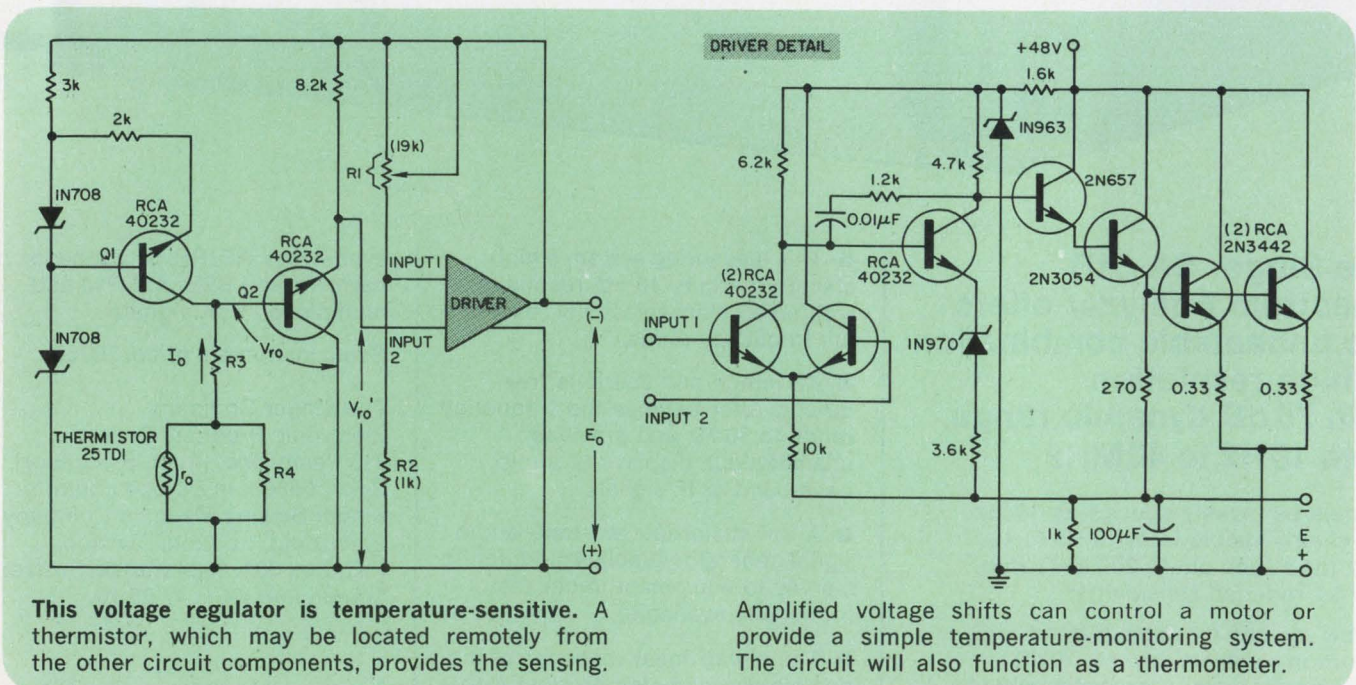 3k
2k
IN708
RCA
40232
Q1
IN708
I₀
R3
THERMISTOR
25TDI
r₀
R4
8.2k
RCA
40232
Q2
Vro
Vro'
(19k)
R1
INPUT 1
INPUT
2
DRIVER
R2
(1k)
(-)
E₀
(+)
DRIVER DETAIL
+48V
1.6k
IN963
6.2k
4.7k
1.2k
0.01μF
2N657
RCA
40232
(2) RCA
40232
2N3054
(2) RCA
2N3442
INPUT 1
INPUT 2
IN970
10k
3.6k
270
0.33
0.33
1k
100μF
-
E
+
This voltage regulator is temperature-sensitive. A
thermistor, which may be located remotely from
the other circuit components, provides the sensing.
Amplified voltage shifts can control a motor or
provide a simple temperature-monitoring system.
The circuit will also function as a thermometer.